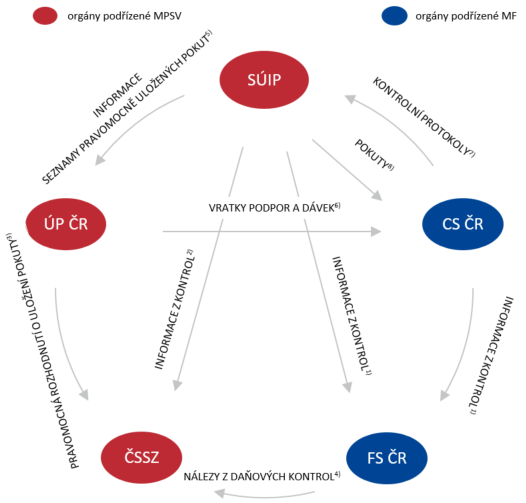 orgány podřízené MPSV
orgány podřízené MF
SÚIP
INFORMACE
SEZNAMY PRAVOMOCNĚ ULOŽENÝCH POKUT5)
KONTROLNÍ PROTOKOLY7)
POKUTY8)
VRATKY PODPOR A DÁVEK6)
ÚP ČR
CS ČR
PRAVOMOCNÁ ROZHODNUTÍ O ULOŽENÍ POKUTY3)
INFORMACE Z KONTROL2)
INFORMACE Z KONTROL1)
INFORMACE Z KONTROL1)
ČSSZ
FS ČR
NÁLEZY Z DAŇOVÝCH KONTROL4)